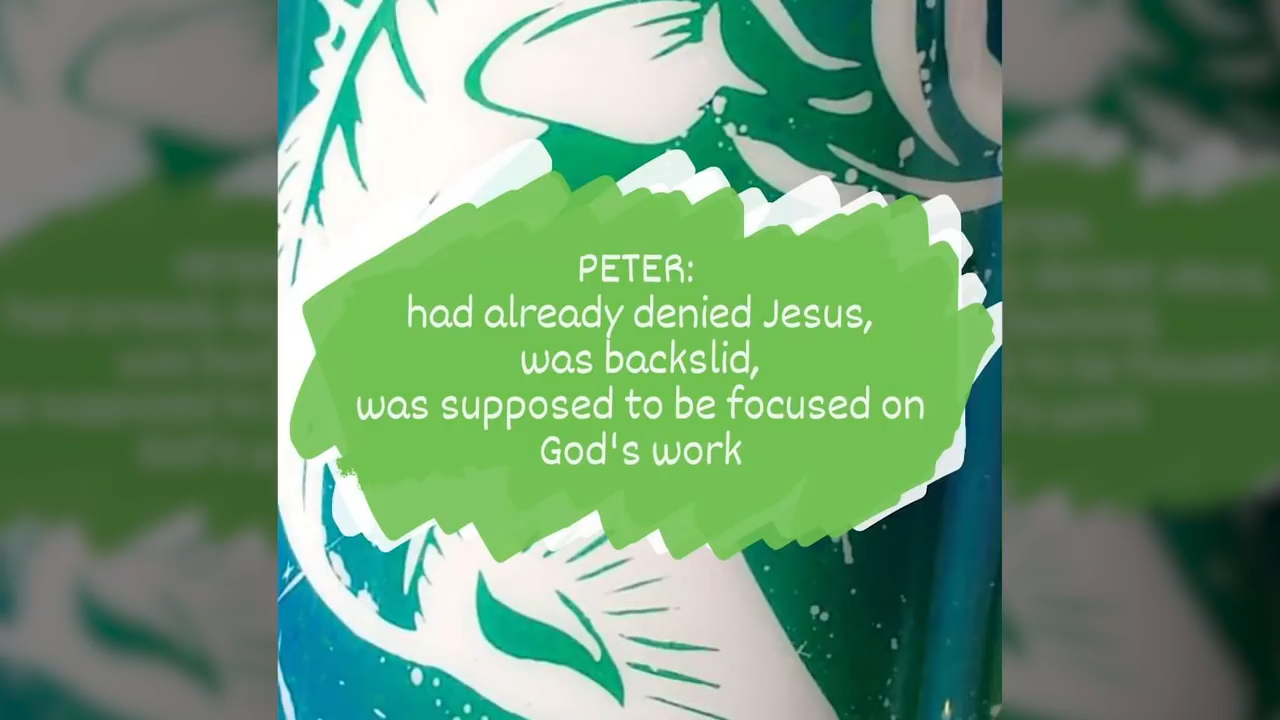 PETER:
had already denied Jesus,
was backslid,
was supposed to be focused on
God's work